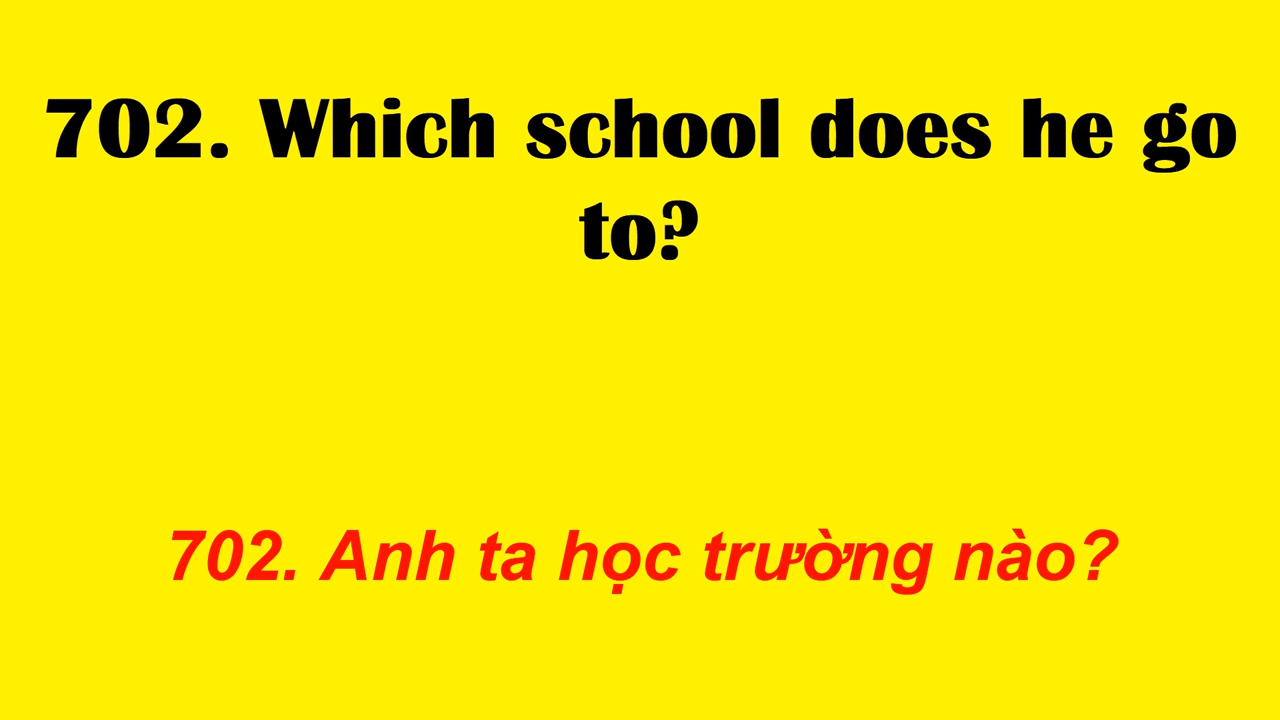 702. Which school does he go
to?
702. Anh ta học trường nào?